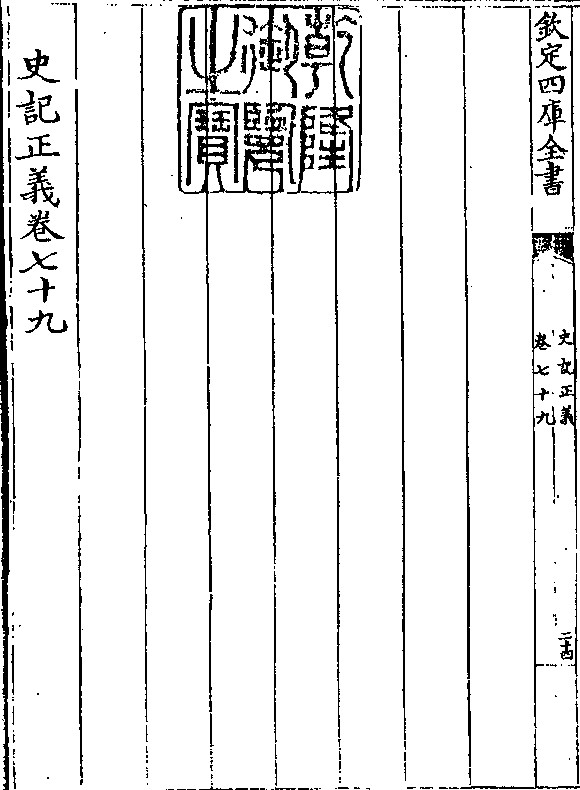 欽定四庫全書
史記正義
卷七十九
二十四
乾隆御覽之寶
史記正義卷七十九